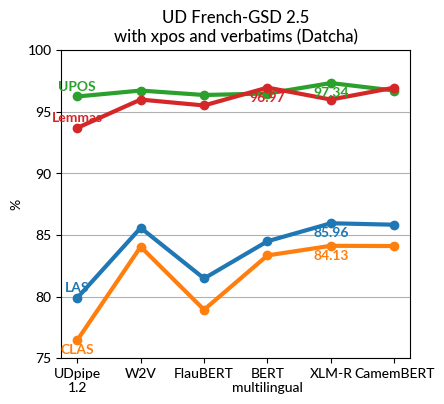 UD French-GSD 2.5
with xpos and verbatims (Datcha)
100
UPOS
97.34
96.97
95
Lemmas
90
%
85
85.96
84.13
LAS
80
CLAS
75
UDpipe
1.2
W2V
FlauBERT
BERT
multilingual
XLM-R
CamemBERT